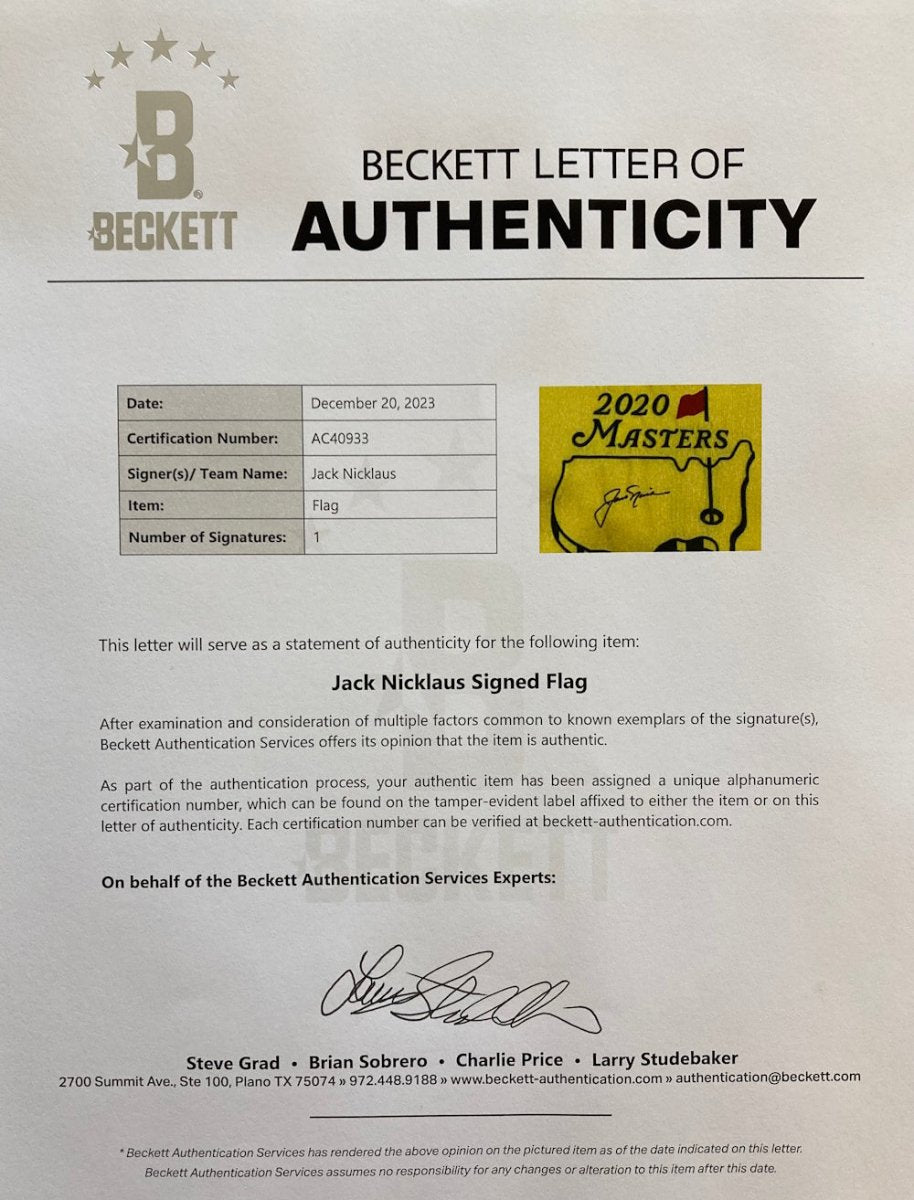 B
BECKETT
BECKETT LETTER OF
AUTHENTICITY
Date: December 20, 2023
Certification Number: AC40933
Signer(s)/ Team Name: Jack Nicklaus
Item: Flag
Number of Signatures: 1
2020
MASTERS
Jack Nicklaus
This letter will serve as a statement of authenticity for the following item:
Jack Nicklaus Signed Flag
After examination and consideration of multiple factors common to known exemplars of the signature(s),
Beckett Authentication Services offers its opinion that the item is authentic.
As part of the authentication process, your authentic item has been assigned a unique alphanumeric
certification number, which can be found on the tamper-evident label affixed to either the item or on this
letter of authenticity. Each certification number can be verified at beckett-authentication.com.
BECKETT
On behalf of the Beckett Authentication Services Experts:
Steve Grad • Brian Sobrero • Charlie Price • Larry Studebaker
2700 Summit Ave., Ste 100, Plano TX 75074 » 972.448.9188 » www.beckett-authentication.com » authentication@beckett.com
* Beckett Authentication Services has rendered the above opinion on the pictured item as of the date indicated on this letter.
Beckett Authentication Services assumes no responsibility for any changes or alteration to this item after this date.